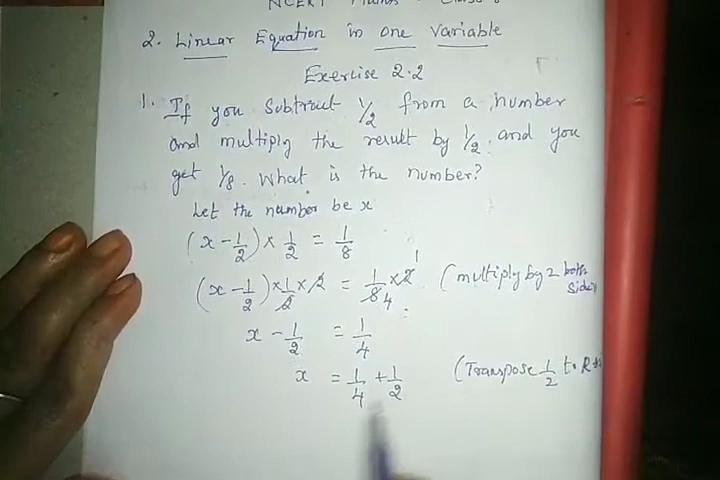 2. Linear Equation in one Variable
Exercise 2.2
1. If you Subtract 1/2 from a number
and multiply the result by 1/2 and you
get 1/8. What is the number?
Let the number be x
(x - 1/2) × 1/2 = 1/8
(x - 1/2) × 1/2 × 2 = 1/8 4 × 2 1 (multiply by 2 both sides
x - 1/2 = 1/4
x = 1/4 + 1/2 (Transpose 1/2 to R